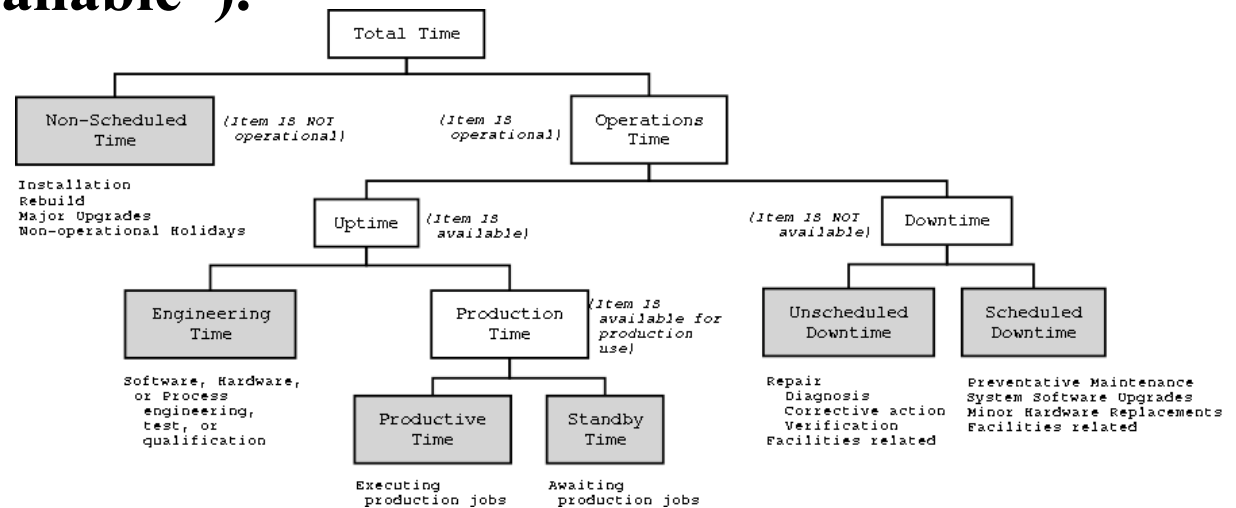 Total Time
Non-Scheduled
Time
(Item IS NOT
operational)
(Item IS
operational)
Operations
Time
Installation
Rebuild
Major Upgrades
Non-operational Holidays
Uptime
(Item IS
available)
(Item IS NOT
available)
Downtime
Engineering
Time
Production
Time
(Item IS
available for
production
use)
Unscheduled
Downtime
Scheduled
Downtime
Software, Hardware,
or Process
engineering,
test, or
qualification
Productive
Time
Standby
Time
Repair
Diagnosis
Corrective action
Verification
Facilities related
Preventative Maintenance
System Software Upgrades
Minor Hardware Replacements
Facilities related
Executing
production jobs
Awaiting
production jobs